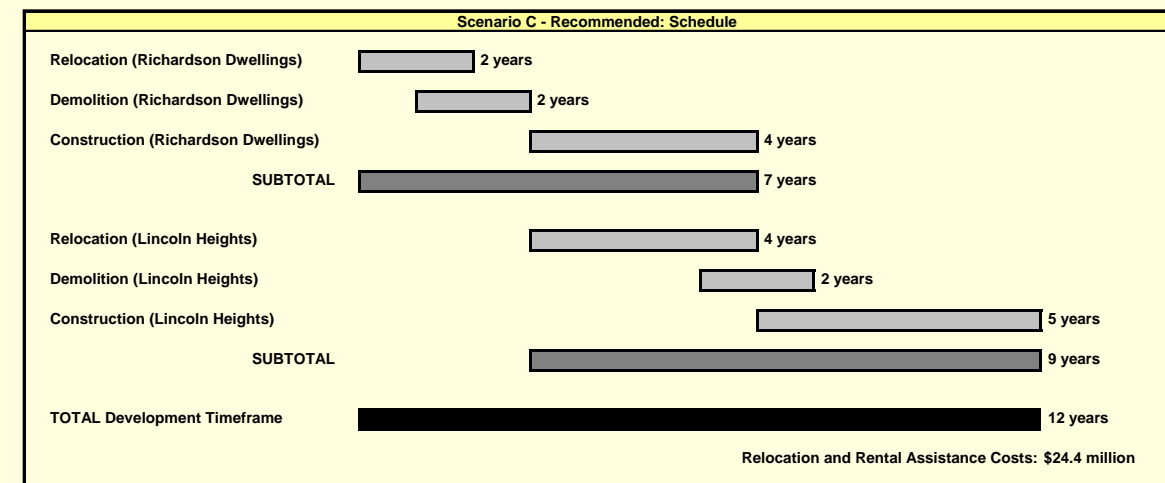 Scenario C - Recommended: Schedule
Relocation (Richardson Dwellings) 2 years
Demolition (Richardson Dwellings) 2 years
Construction (Richardson Dwellings) 4 years
SUBTOTAL 7 years
Relocation (Lincoln Heights) 4 years
Demolition (Lincoln Heights) 2 years
Construction (Lincoln Heights) 5 years
SUBTOTAL 9 years
TOTAL Development Timeframe 12 years
Relocation and Rental Assistance Costs: $24.4 million